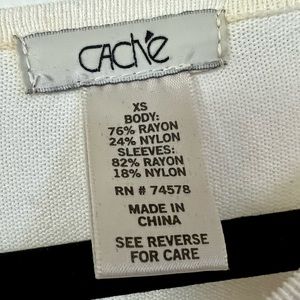 CAChé
XS
BODY:
76% RAYON
24% NYLON
SLEEVES:
82% RAYON
18% NYLON
RN # 74578
MADE IN
CHINA
SEE REVERSE
FOR CARE